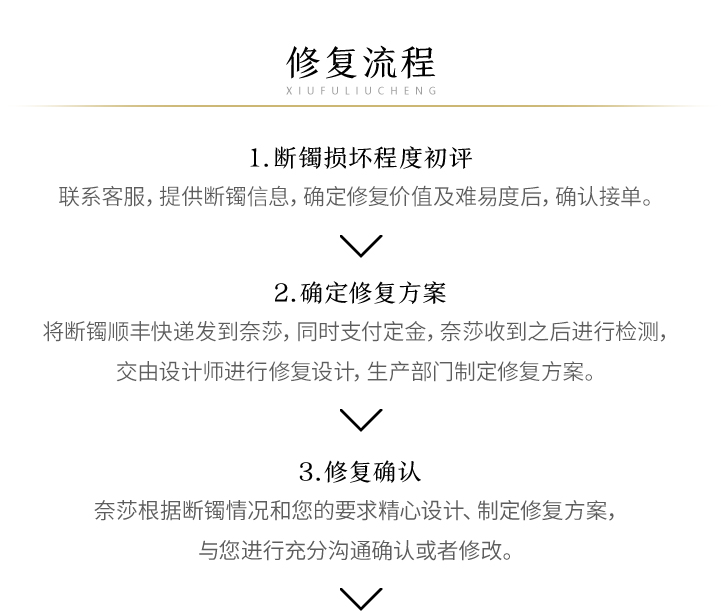 修复流程
XIUFULIUCHENG
1.断镯损坏程度初评
联系客服，提供断镯信息，确定修复价值及难易度后，确认接单。
2.确定修复方案
将断镯顺丰快递发到奈莎，同时支付定金，奈莎收到之后进行检测，
交由设计师进行修复设计，生产部门制定修复方案。
3.修复确认
奈莎根据断镯情况和您的要求精心设计、制定修复方案，
与您进行充分沟通确认或者修改。